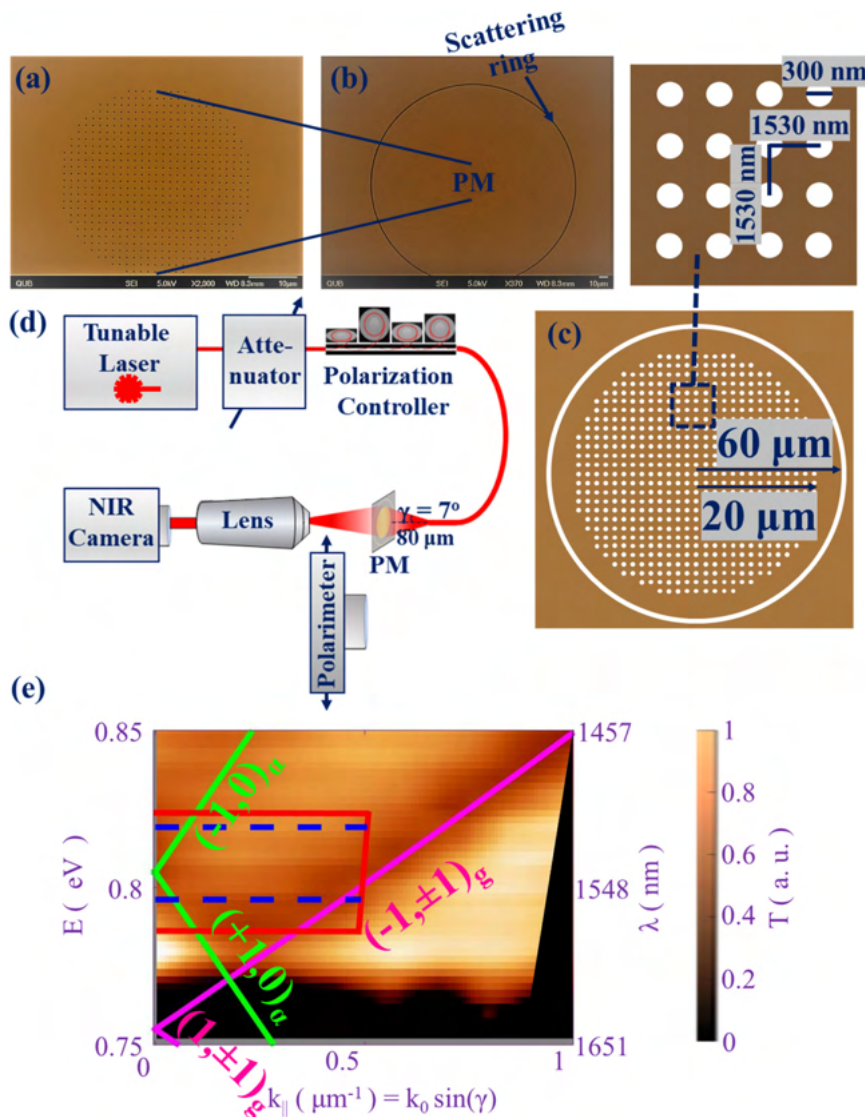 (a)
QUB SEI 5.0kV X2,000 WD 8.3mm 10μm
(b)
Scattering
ring
PM
QUB SEI 5.0kV X370 WD 8.3mm 10μm
300 nm
1530 nm
1530 nm
(c)
60 μm
20 μm
(d)
Tunable
Laser
Atte-
nuator
Polarization
Controller
NIR
Camera
Lens
γ = 7º
80 μm
PM
Polarimeter
(e)
0.85
0.8
0.75
E ( eV )
(-1,0)α
(+1,0)α
(-1,±1)g
(1,±1)g
0
0.5
1
k|| ( μm-1) = k0 sin(γ)
1457
1548
1651
λ ( nm )
1
0.8
0.6
0.4
0.2
0
T ( a. u. )